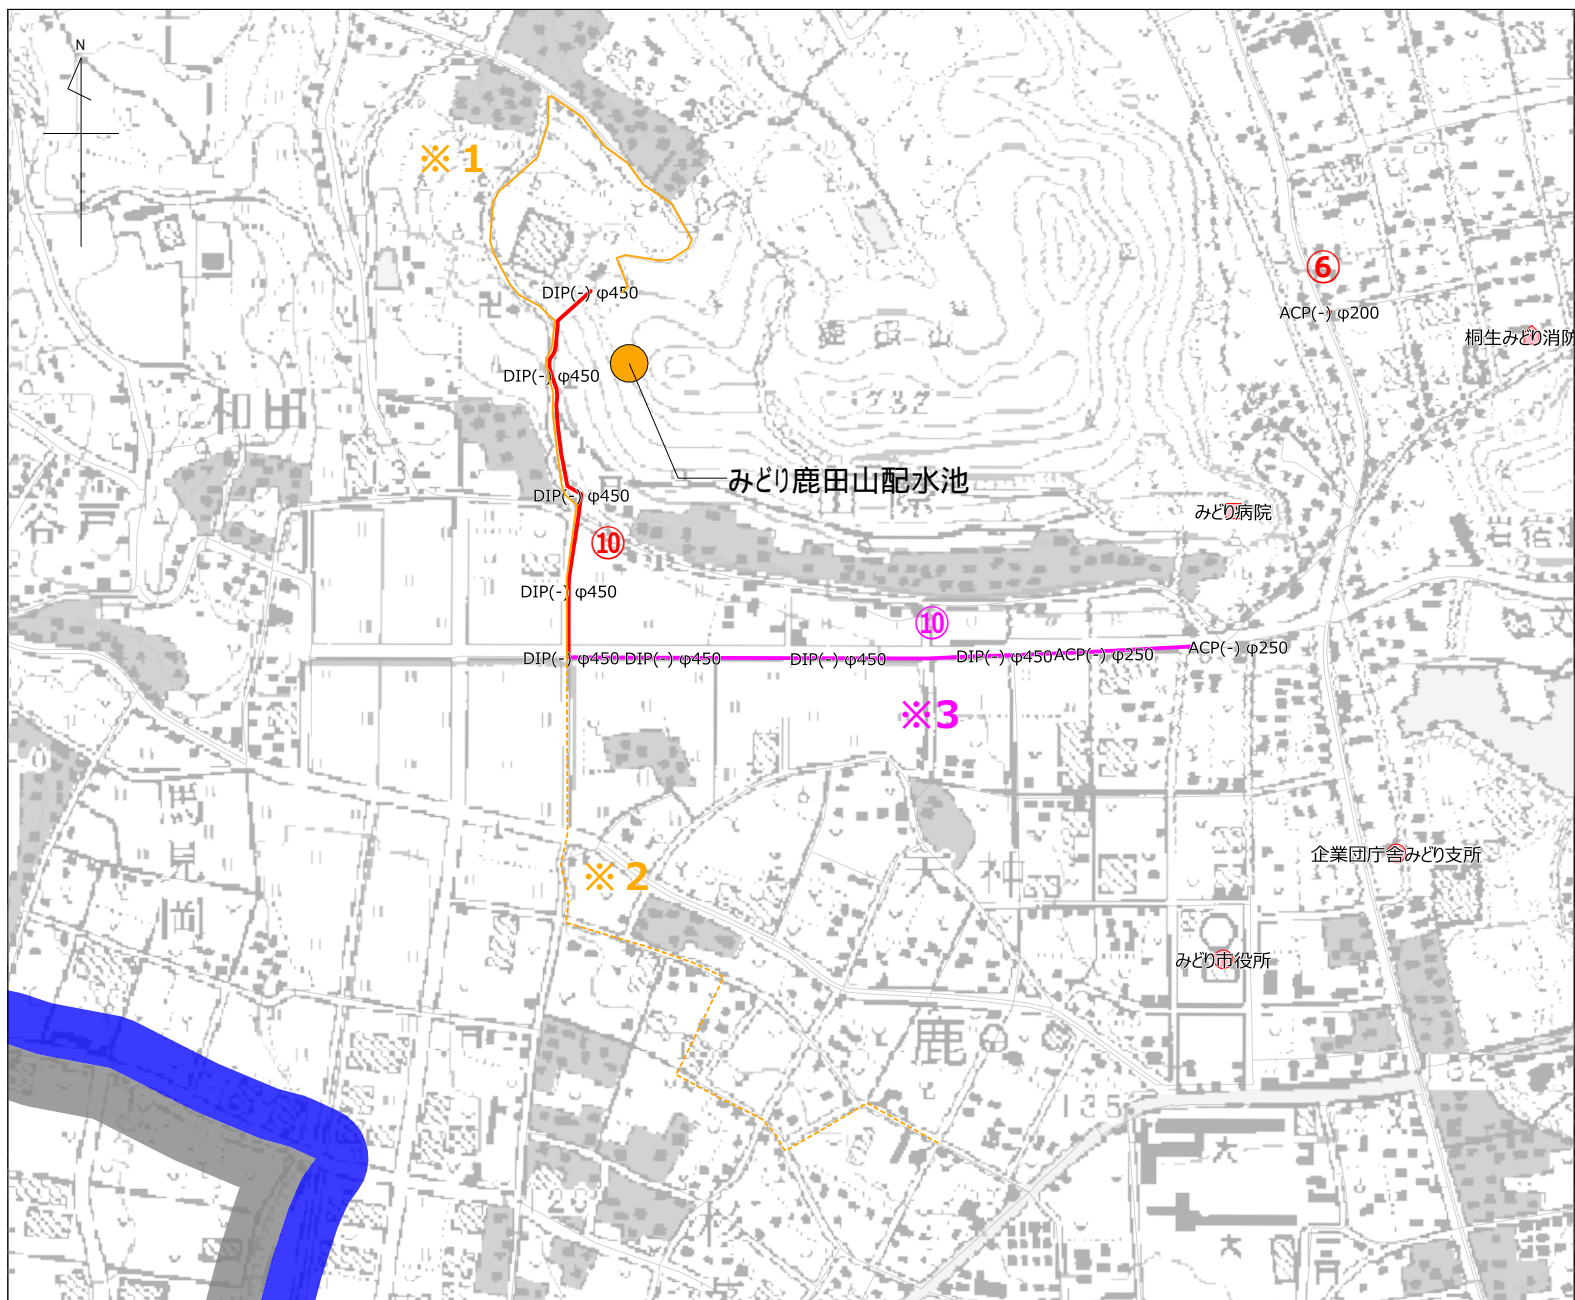 N
※1
⑥
DIP(-) φ450
ACP(-) φ200
桐生みどり消防
DIP(-) φ450
232
みどり鹿田山配水池
DIP(-) φ450
みどり病院
⑩
DIP(-) φ450
⑩
DIP(-) φ450
DIP(-) φ450
DIP(-) φ450
DIP(-) φ450
ACP(-) φ250
ACP(-) φ250
※3
企業団庁舎みどり支所
※2
みどり市役所
鹿
135